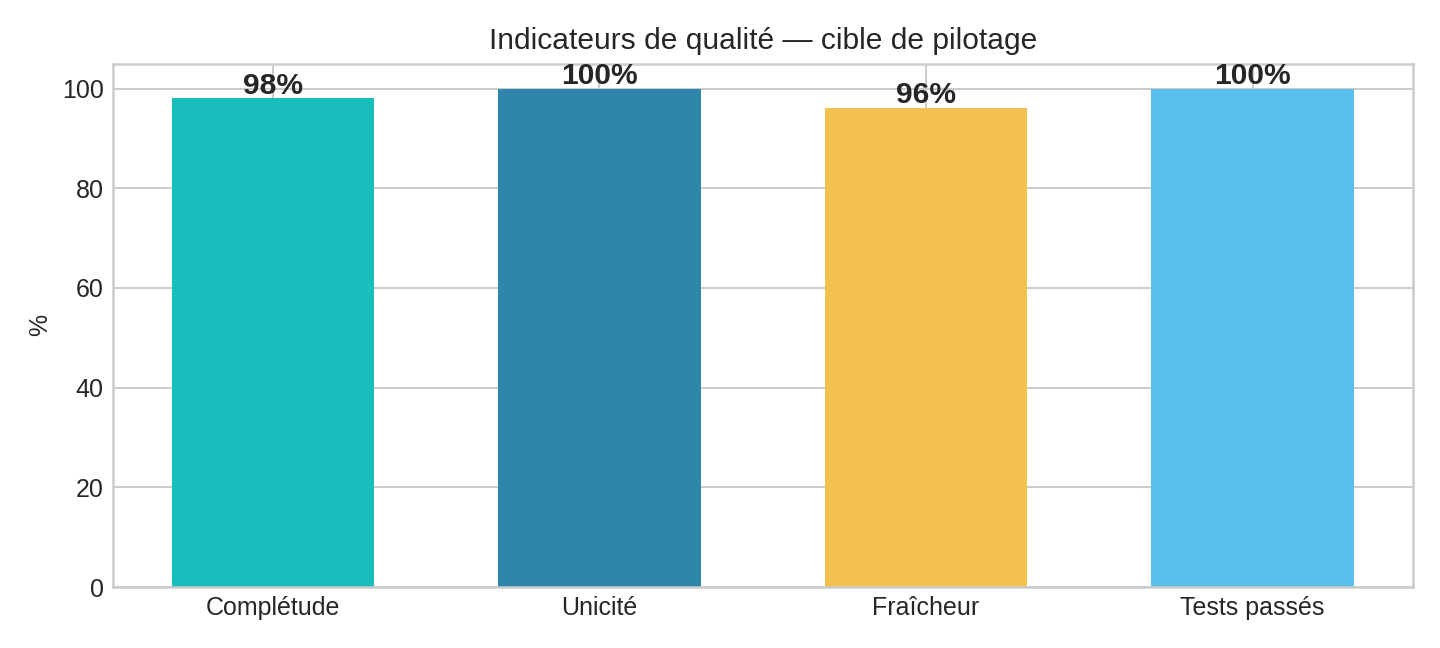 Indicateurs de qualité — cible de pilotage
98%
100%
96%
100%
100
80
60
40
20
0
%
Complétude
Unicité
Fraîcheur
Tests passés